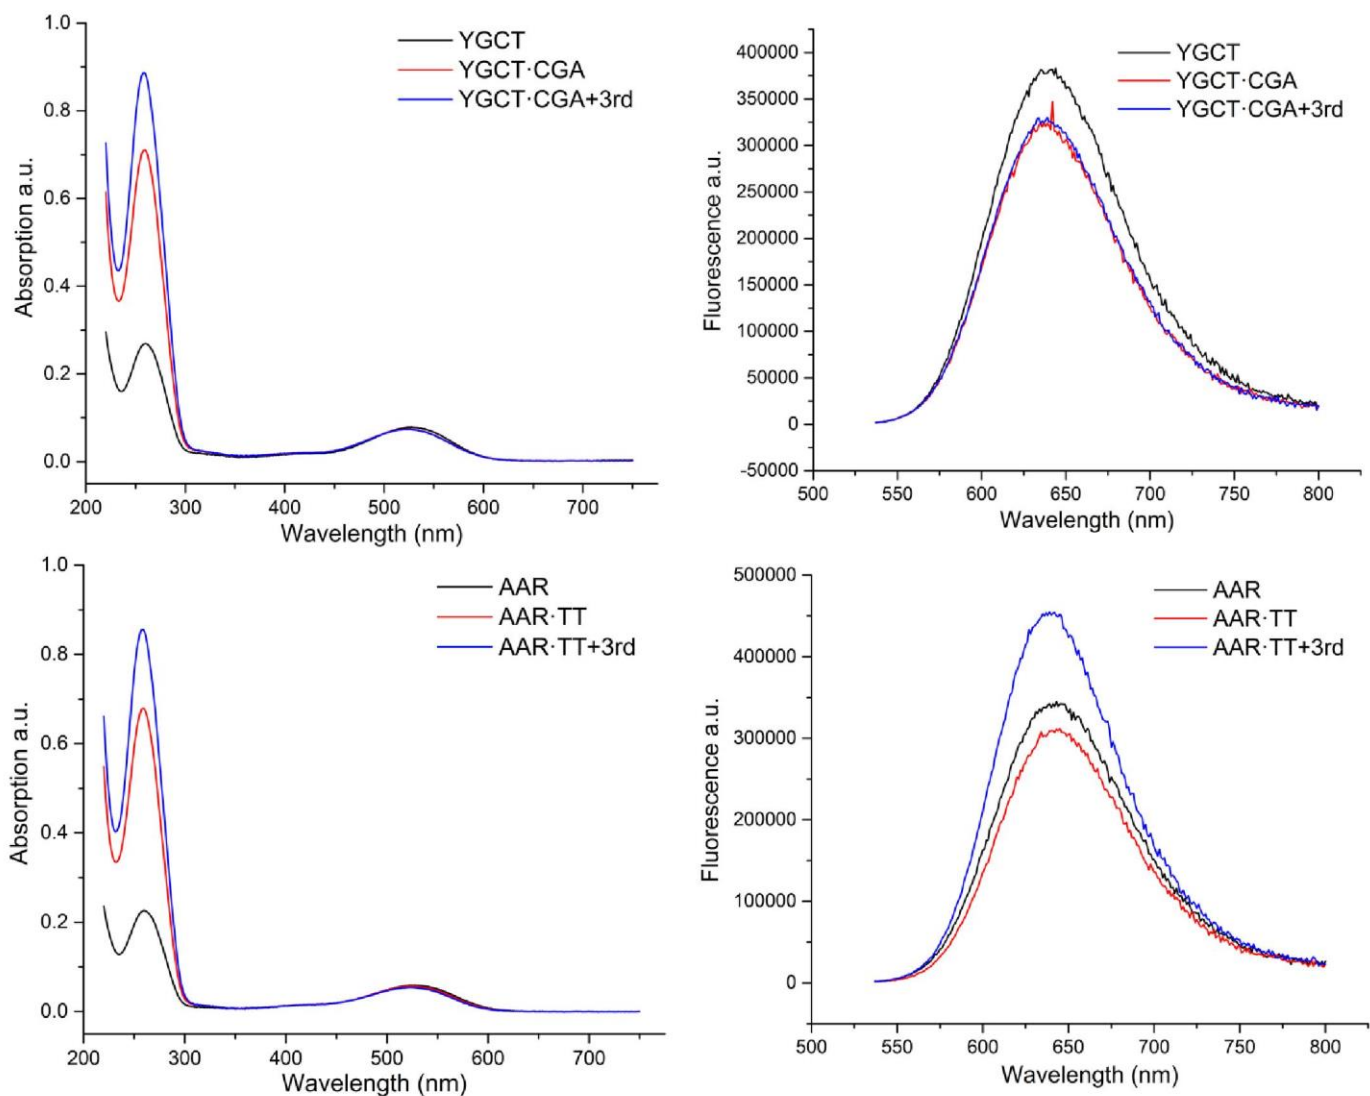 1.0
0.8
0.6
0.4
0.2
0.0
Absorption a.u.
200 300 400 500 600 700
Wavelength (nm)
YGCT
YGCT·CGA
YGCT·CGA+3rd
400000
350000
300000
250000
200000
150000
100000
50000
0
-50000
Fluorescence a.u.
500 550 600 650 700 750 800
Wavelength (nm)
YGCT
YGCT·CGA
YGCT·CGA+3rd
1.0
0.8
0.6
0.4
0.2
0.0
Absorption a.u.
200 300 400 500 600 700
Wavelength (nm)
AAR
AAR·TT
AAR·TT+3rd
500000
400000
300000
200000
100000
0
Fluorescence a.u.
500 550 600 650 700 750 800
Wavelength (nm)
AAR
AAR·TT
AAR·TT+3rd